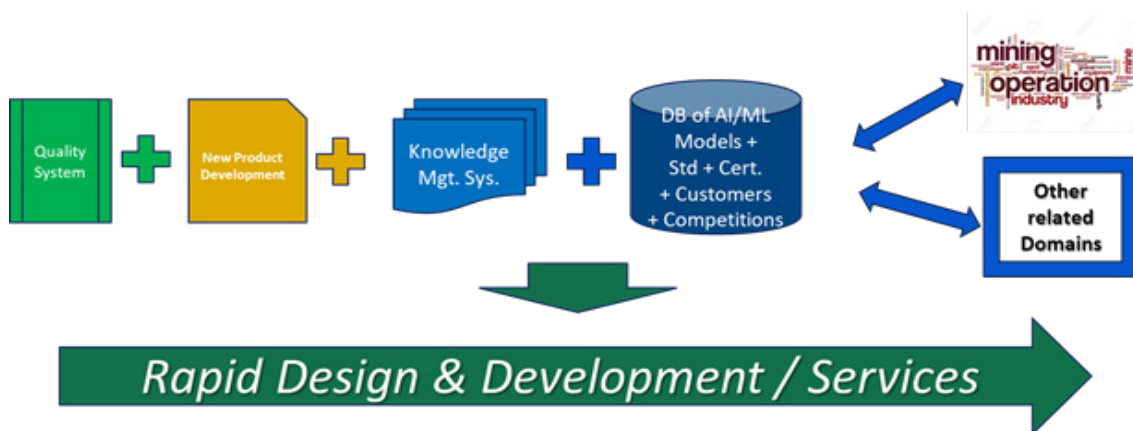 Quality
System
New Product
Development
Knowledge
Mgt. Sys.
DB of AI/ML
Models +
Std + Cert.
+ Customers
+ Competitions
mining
operation
industry
mine
Other
related
Domains
Rapid Design & Development / Services